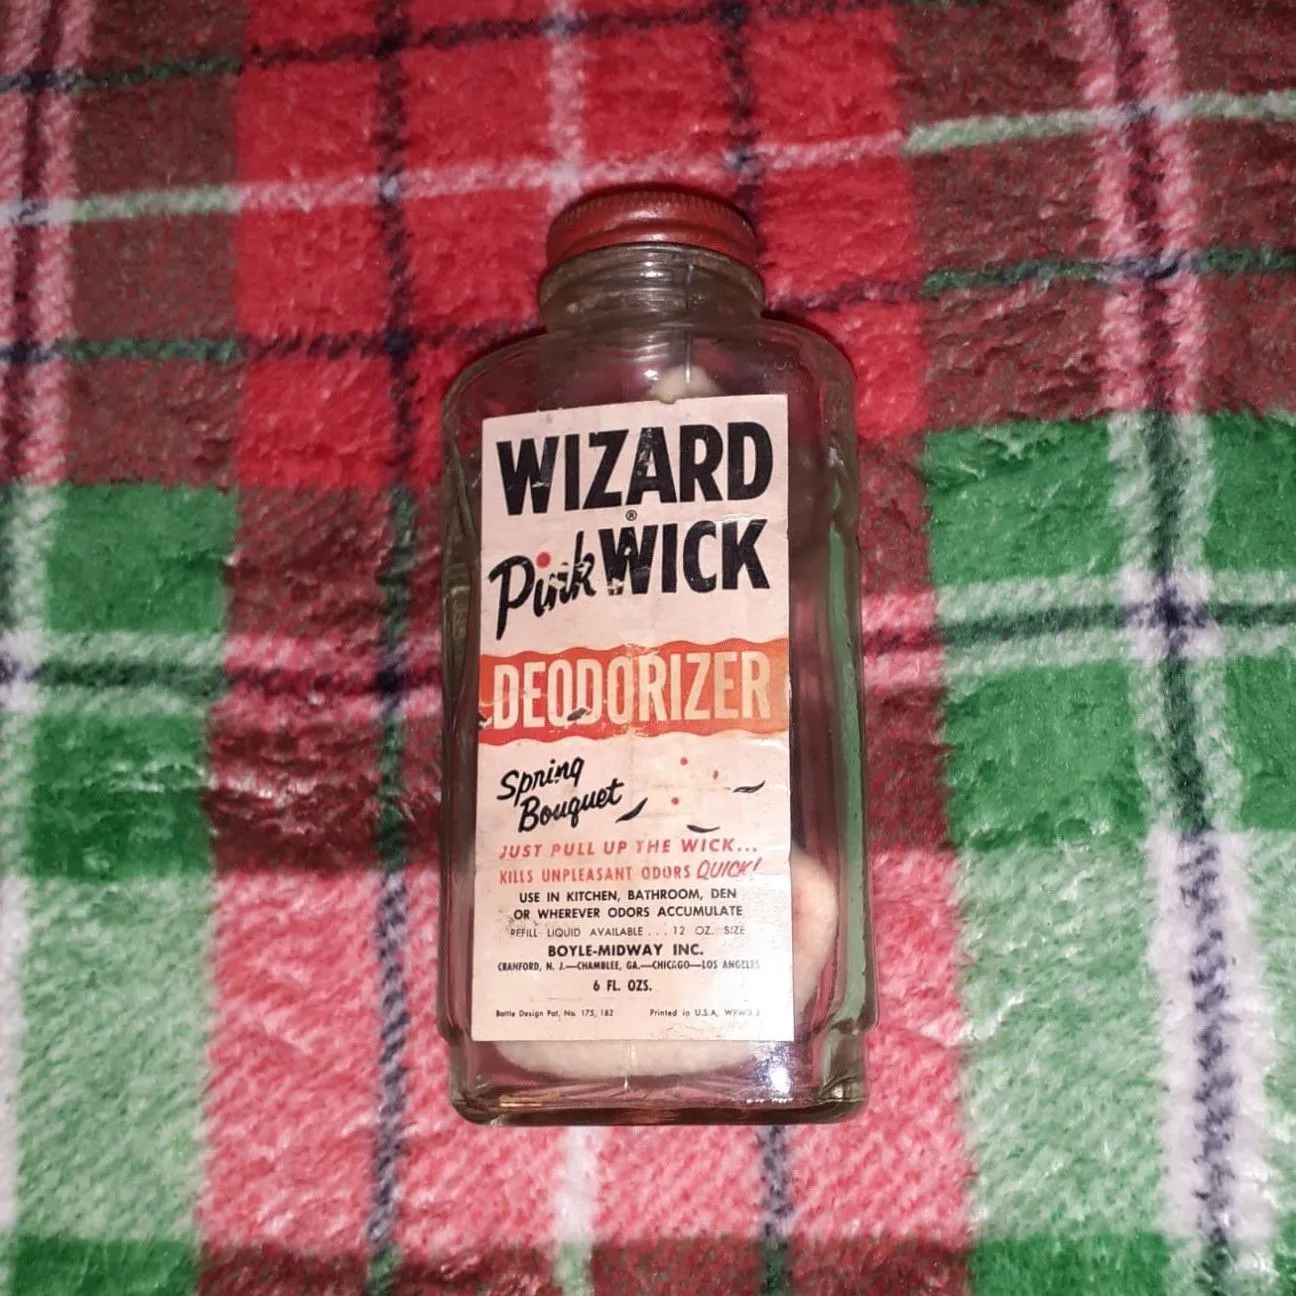 WIZARD
®
Pink WICK
DEODORIZER
Spring
Bouquet
JUST PULL UP THE WICK...
KILLS UNPLEASANT ODORS QUICK!
USE IN KITCHEN, BATHROOM, DEN
OR WHEREVER ODORS ACCUMULATE
REFILL LIQUID AVAILABLE . . . 12 OZ. SIZE
BOYLE-MIDWAY INC.
CRANFORD, N. J.—CHAMBLEE, GA.—CHICAGO—LOS ANGELES
6 FL. OZS.
Bottle Design Pat. No. 175, 182 Printed in U.S.A.